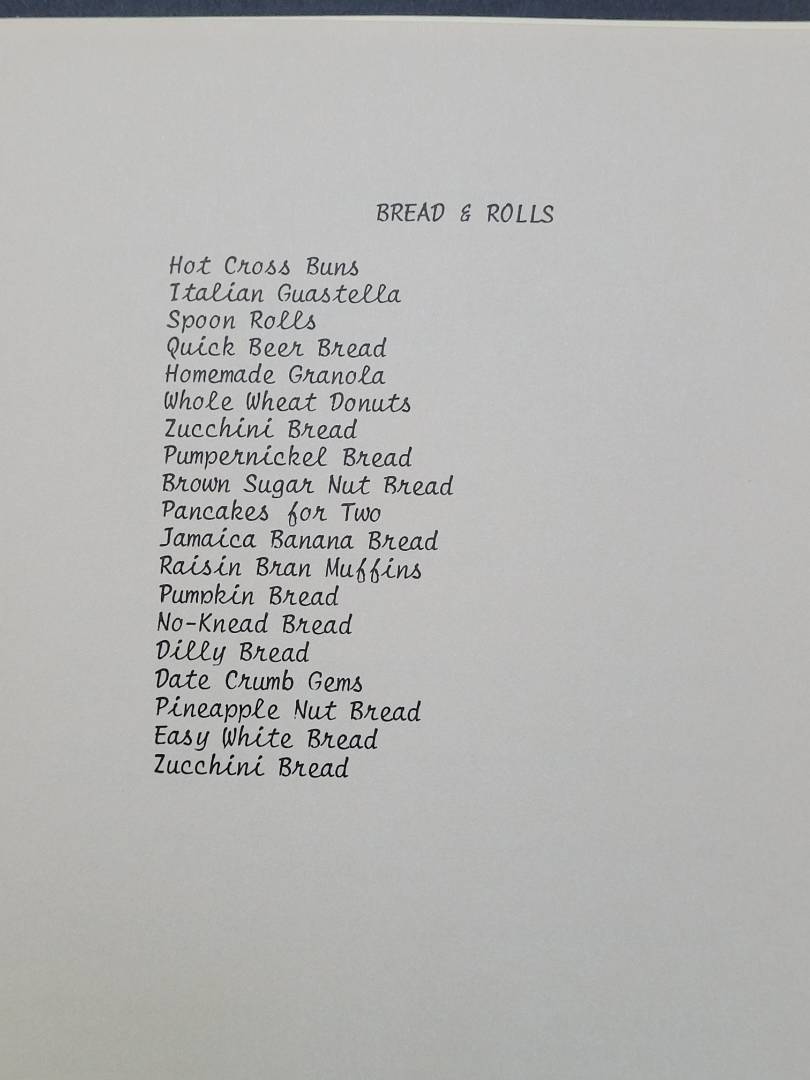 BREAD & ROLLS
Hot Cross Buns
Italian Guastella
Spoon Rolls
Quick Beer Bread
Homemade Granola
Whole Wheat Donuts
Zucchini Bread
Pumpernickel Bread
Brown Sugar Nut Bread
Pancakes for Two
Jamaica Banana Bread
Raisin Bran Muffins
Pumpkin Bread
No-Knead Bread
Dilly Bread
Date Crumb Gems
Pineapple Nut Bread
Easy White Bread
Zucchini Bread